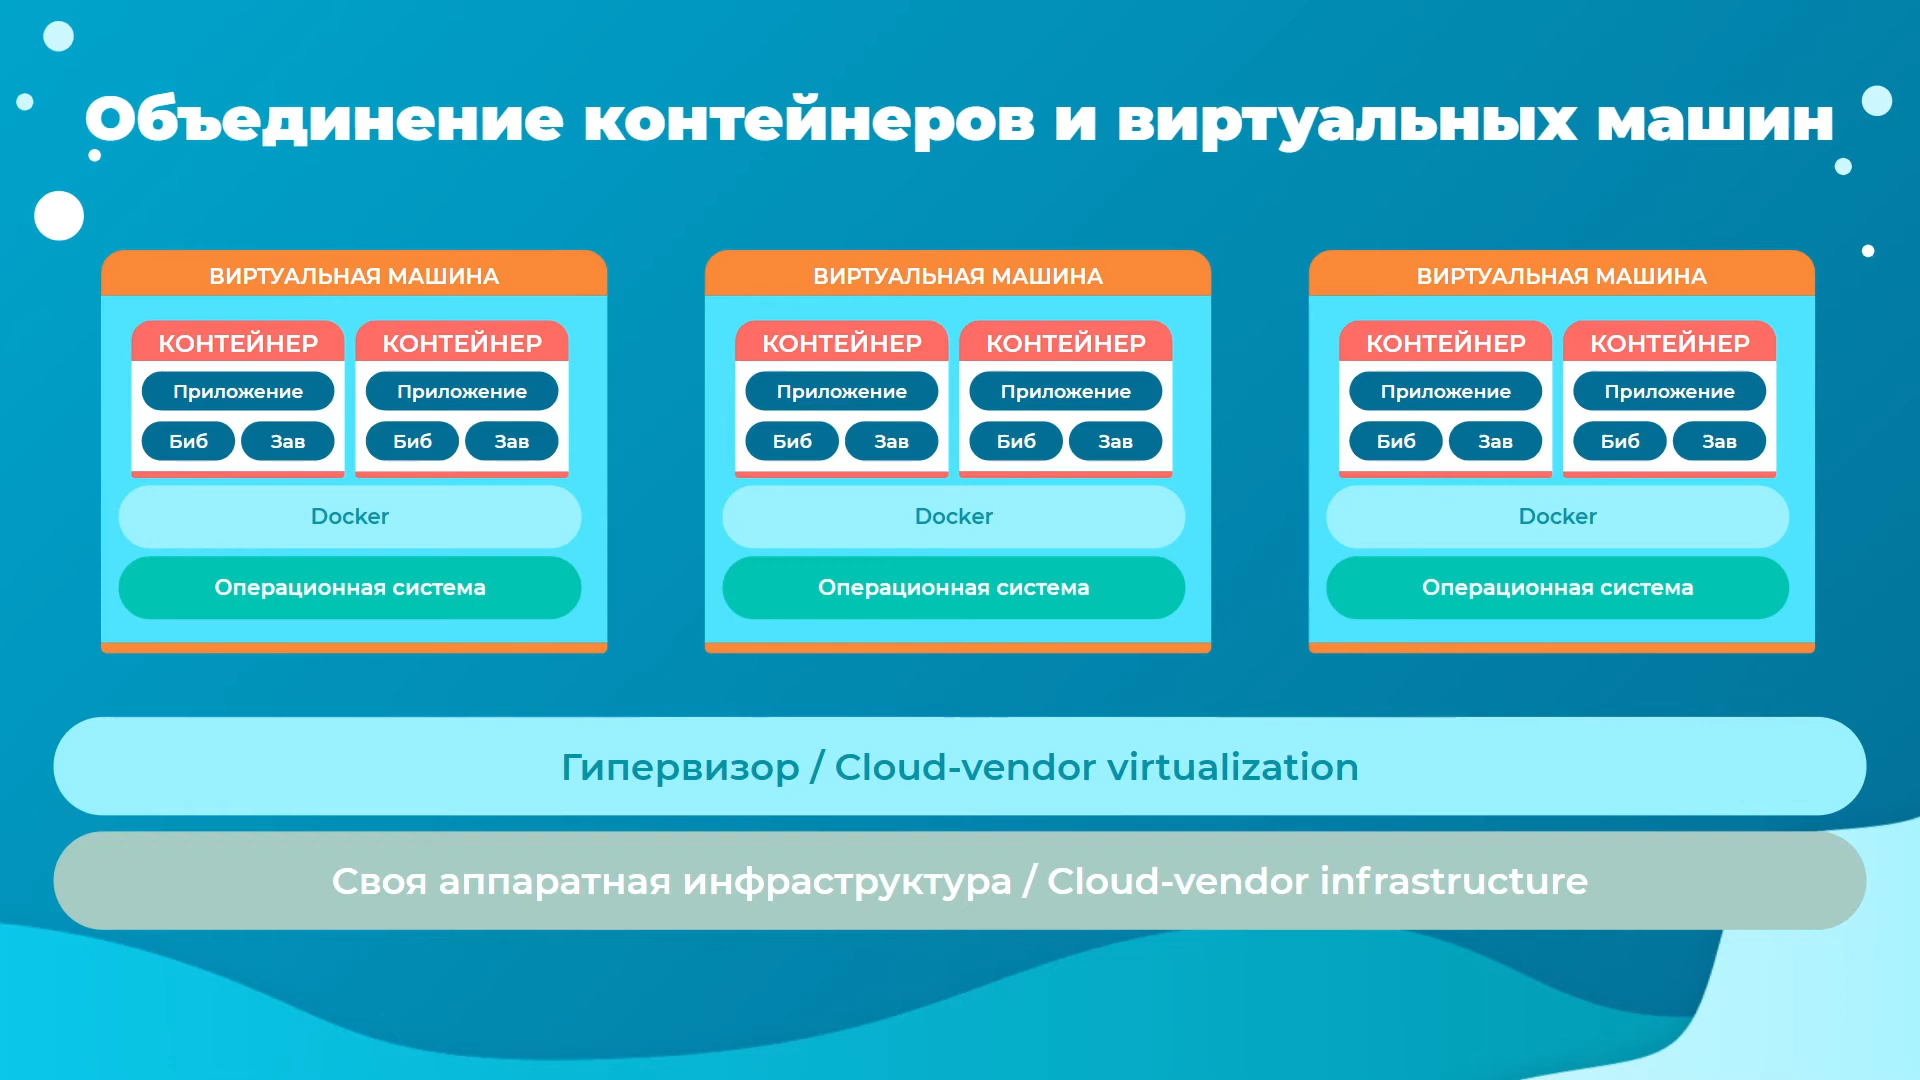 Объединение контейнеров и виртуальных машин
ВИРТУАЛЬНАЯ МАШИНА
КОНТЕЙНЕР КОНТЕЙНЕР
Приложение Приложение
Биб Зав Биб Зав
Docker
Операционная система
ВИРТУАЛЬНАЯ МАШИНА
КОНТЕЙНЕР КОНТЕЙНЕР
Приложение Приложение
Биб Зав Биб Зав
Docker
Операционная система
ВИРТУАЛЬНАЯ МАШИНА
КОНТЕЙНЕР КОНТЕЙНЕР
Приложение Приложение
Биб Зав Биб Зав
Docker
Операционная система
Гипервизор / Cloud-vendor virtualization
Своя аппаратная инфраструктура / Cloud-vendor infrastructure